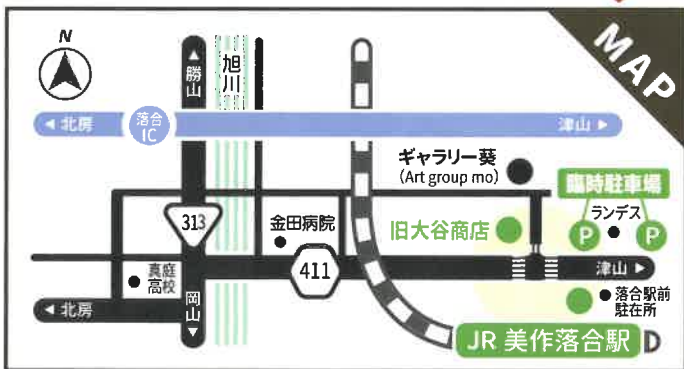 N
MAP
▲勝山
旭川
◀北房
落合
IC
津山▶
ギャラリー葵
(Art group mo)
臨時駐車場
ランデス
P
P
313
金田病院
旧大谷商店
411
津山▶
真庭
高校
落合駅前
駐在所
◀北房
岡山▼
JR 美作落合駅
D